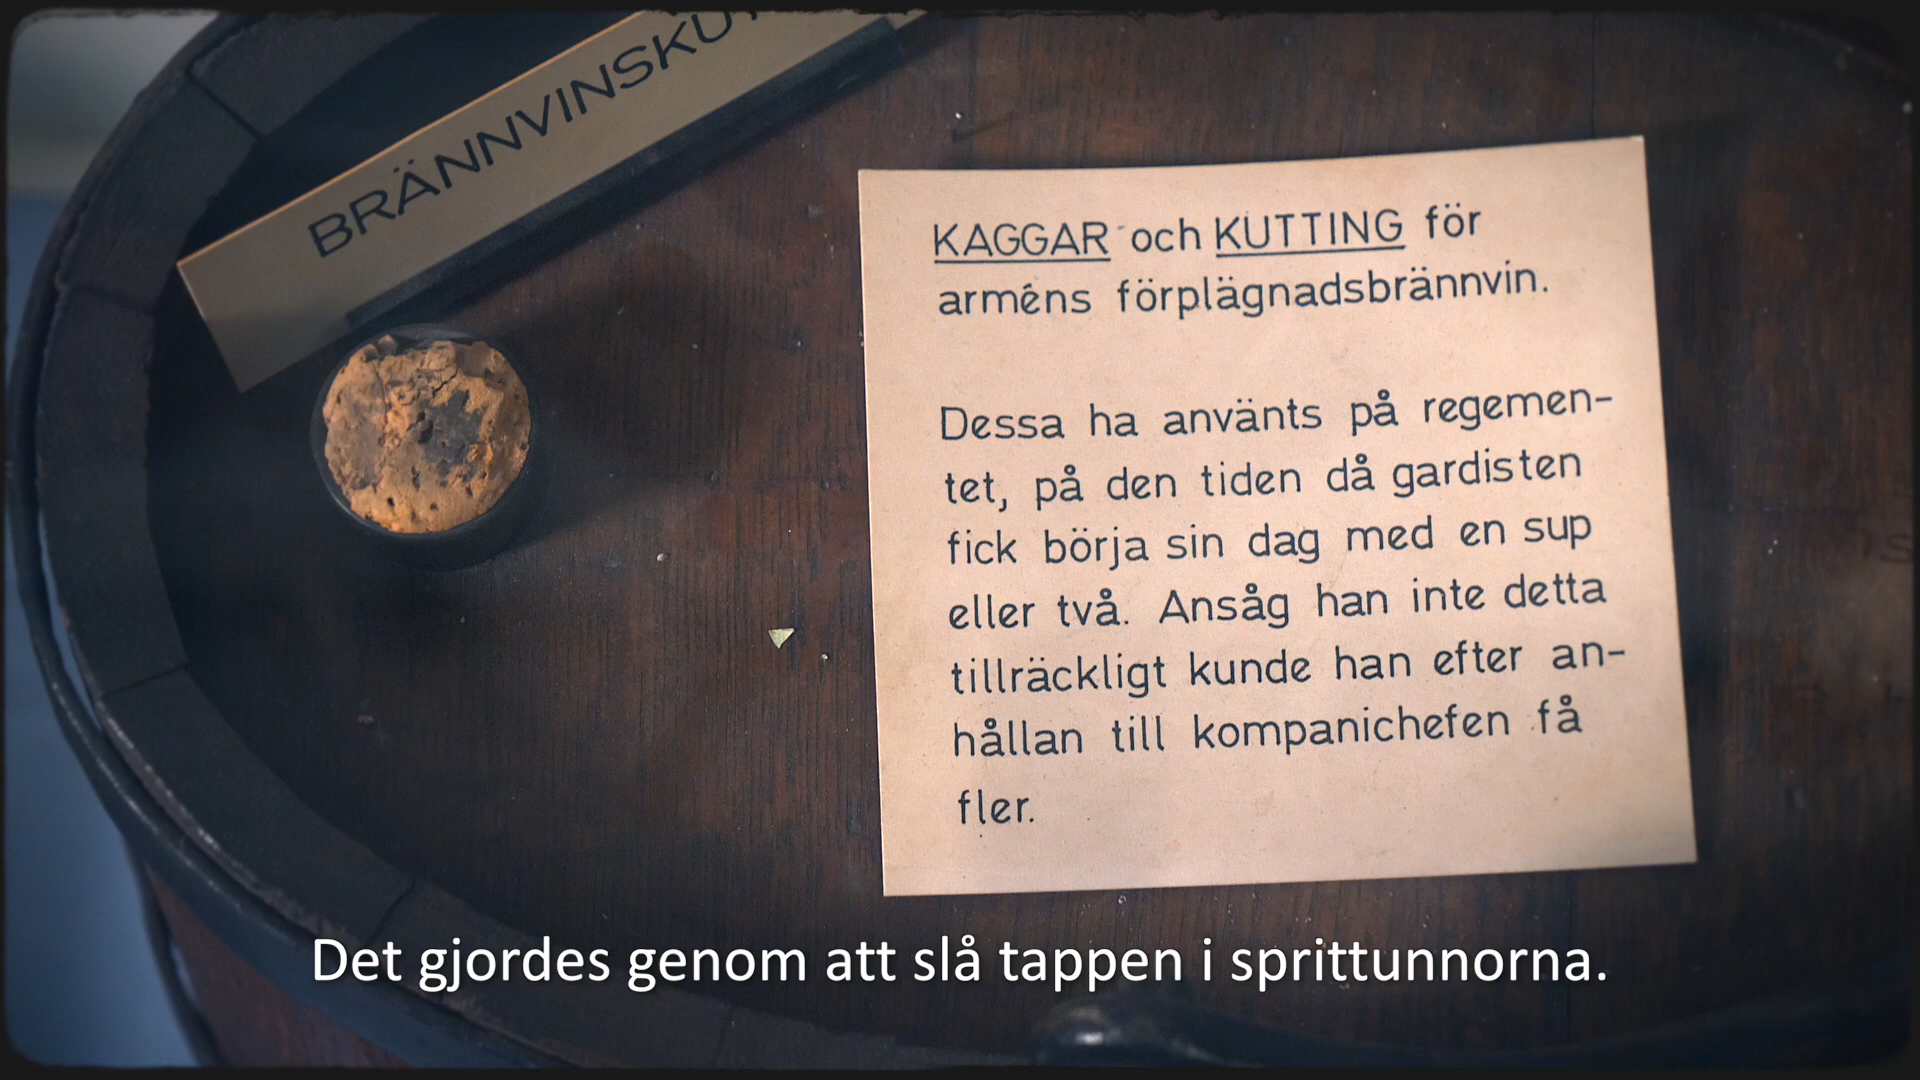 BRÄNNVINSKUT
KAGGAR och KUTTING för
arméns förplägnadsbrännvin.
Dessa ha använts på regemen-
tet, på den tiden då gardisten
fick börja sin dag med en sup
eller två. Ansåg han inte detta
tillräckligt kunde han efter an-
hållan till kompanichefen få
fler.
Det gjordes genom att slå tappen i sprittunnorna.